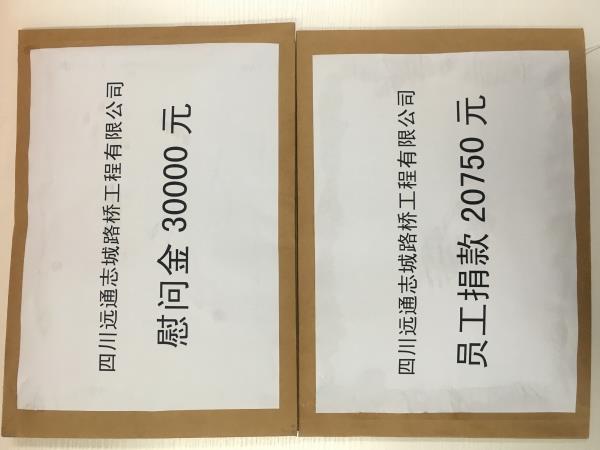 四川远通志城路桥工程有限公司
慰问金 30000 元
四川远通志城路桥工程有限公司
员工捐款 20750 元